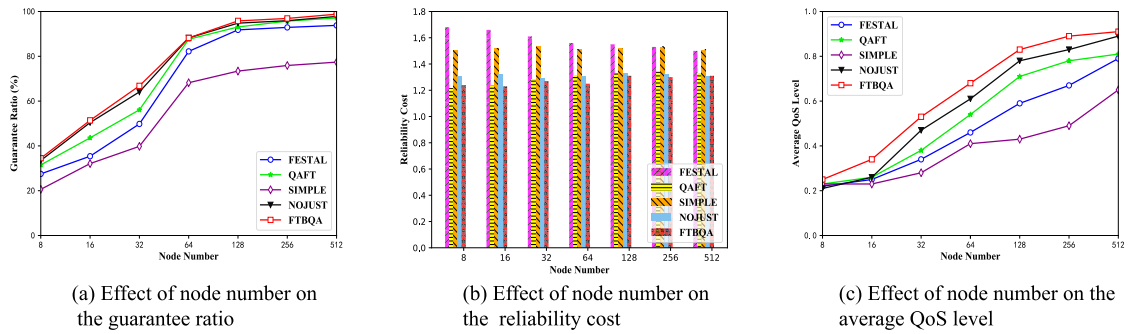 100
80
60
40
20
0
Guarantee Ratio (%)
8 16 32 64 128 256 512
Node Number
FESTAL
QAFT
SIMPLE
NOJUST
FTBQA
(a) Effect of node number on
the guarantee ratio
1.8
1.6
1.4
1.2
1.0
0.8
0.6
0.4
0.2
0.0
Reliability Cost
8 16 32 64 128 256 512
Node Number
FESTAL
QAFT
SIMPLE
NOJUST
FTBQA
(b) Effect of node number on
the reliability cost
1.0
0.8
0.6
0.4
0.2
0.0
Average QoS Level
8 16 32 64 128 256 512
Node Number
FESTAL
QAFT
SIMPLE
NOJUST
FTBQA
(c) Effect of node number on the
average QoS level